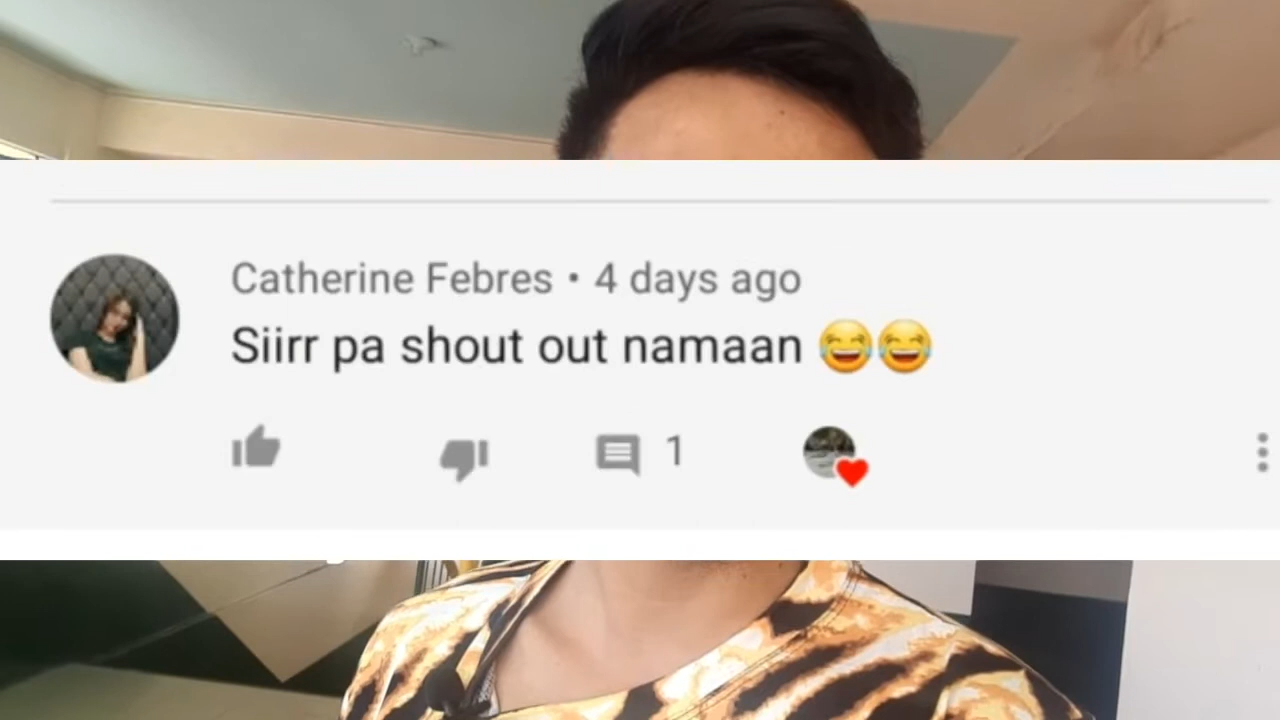 Catherine Febres • 4 days ago
Siirr pa shout out namaan 😂😂
1